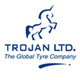 TROJAN LTD.
The Global Tyre Company